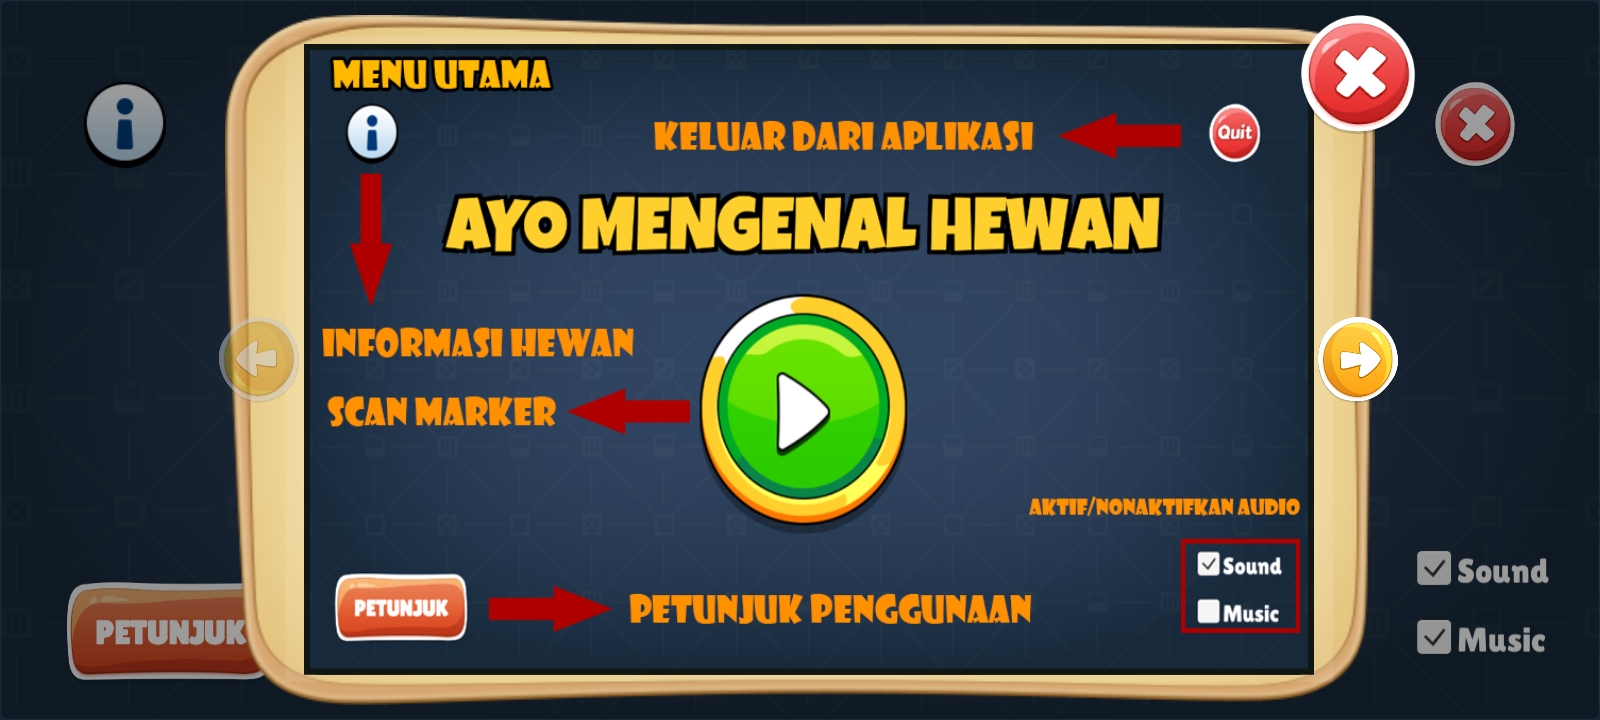 MENU UTAMA
KELUAR DARI APLIKASI
Quit
AYO MENGENAL HEWAN
INFORMASI HEWAN
SCAN MARKER
AKTIF/NONAKTIFKAN AUDIO
Sound
Music
PETUNJUK
PETUNJUK PENGGUNAAN
PETUNJUK
Sound
Music